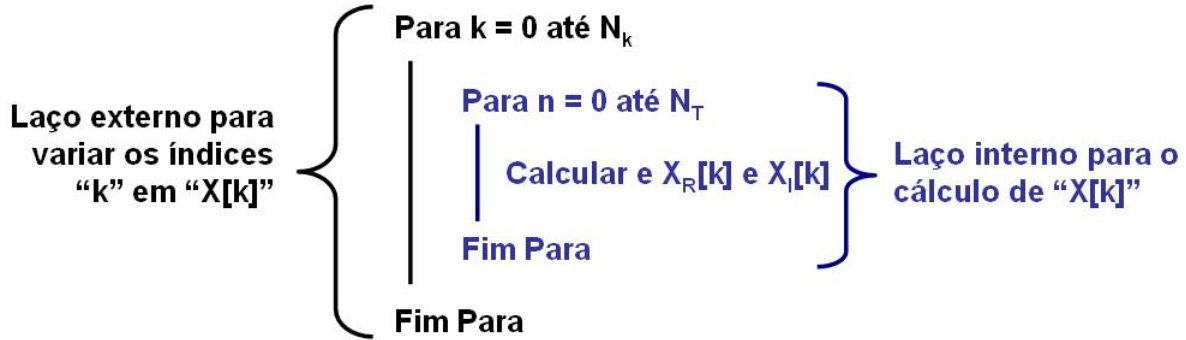 Para k = 0 até Nk
Laço externo para
variar os índices
“k” em “X[k]”
Para n = 0 até NT
Calcular e XR[k] e XI[k]
Fim Para
Laço interno para o
cálculo de “X[k]”
Fim Para